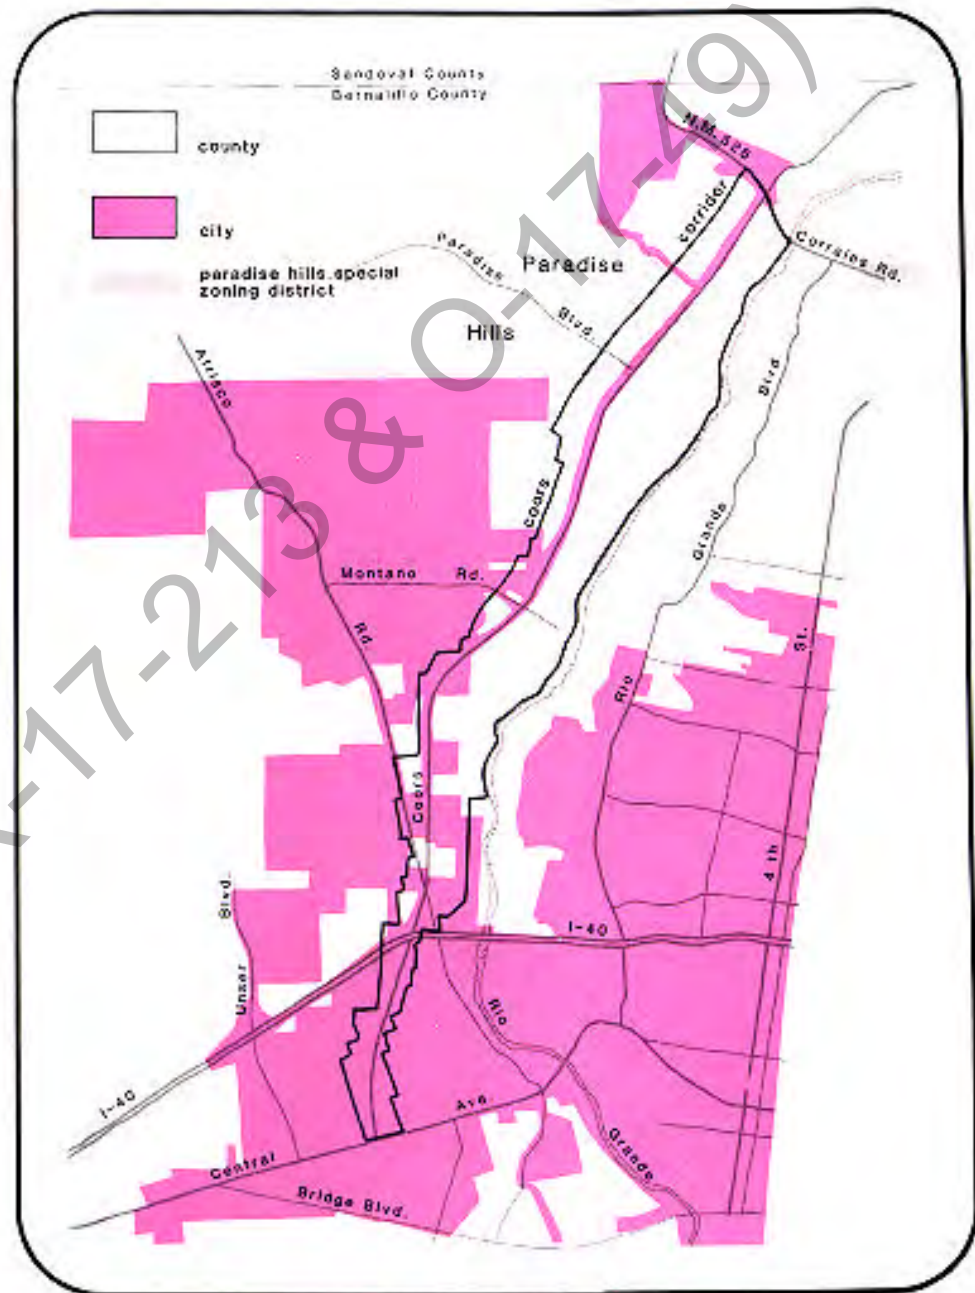 Sandoval County
Bernalillo County
county
city
paradise hills special
zoning district
N.M. 528
corridor
Corrales Rd.
Paradise
Blvd.
Paradise
Hills
Atrisco
Rd.
Coors
Montano Rd.
Rio
Grande
Blvd
4th
St.
Coors
Unser
Blvd.
I-40
I-40
Rio
Grande
Central
Ave.
Bridge Blvd.
-17-213 & O-17-49)